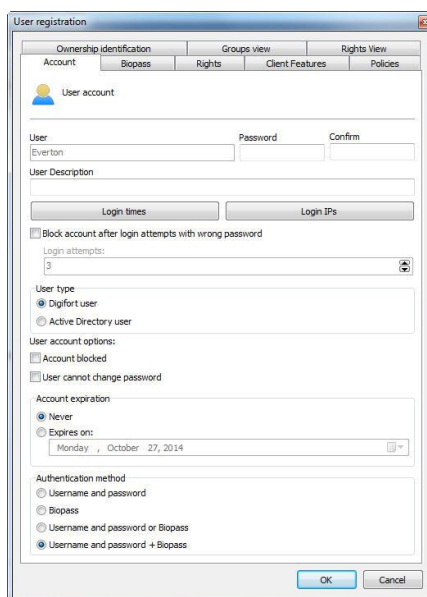 User registration
Ownership identification Groups view Rights View
Account Biopass Rights Client Features Policies
User account
User Password Confirm
Everton
User Description
Login times Login IPs
Block account after login attempts with wrong password
Login attempts:
3
User type
Digifort user
Active Directory user
User account options:
Account blocked
User cannot change password
Account expiration
Never
Expires on:
Monday , October 27, 2014
Authentication method
Username and password
Biopass
Username and password or Biopass
Username and password + Biopass
OK Cancel